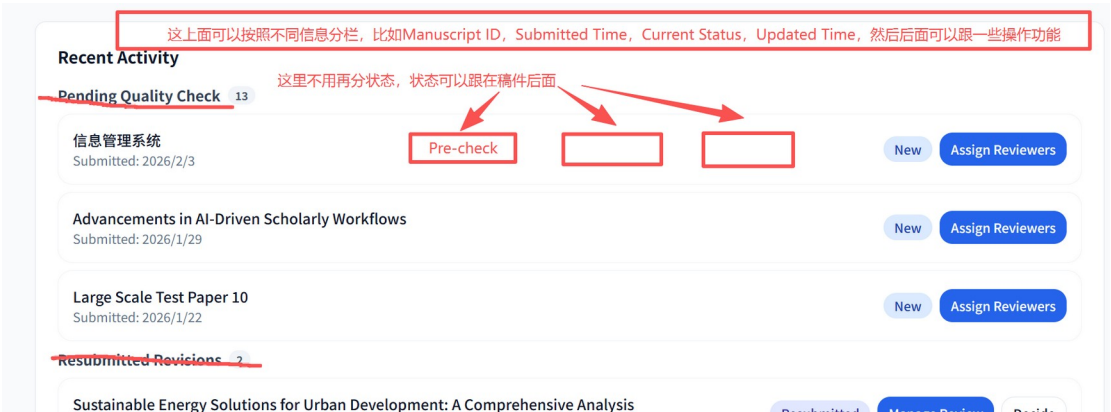 这上面可以按照不同信息分栏，比如Manuscript ID，Submitted Time，Current Status，Updated Time，然后后面可以跟一些操作功能
Recent Activity
这里不用再分状态，状态可以跟在稿件后面
Pending Quality Check 13
信息管理系统
Submitted: 2026/2/3
Pre-check
New
Assign Reviewers
Advancements in AI-Driven Scholarly Workflows
Submitted: 2026/1/29
New
Assign Reviewers
Large Scale Test Paper 10
Submitted: 2026/1/22
New
Assign Reviewers
Resubmitted Revisions 2
Sustainable Energy Solutions for Urban Development: A Comprehensive Analysis
Resubmitted
Manage Review
Decide